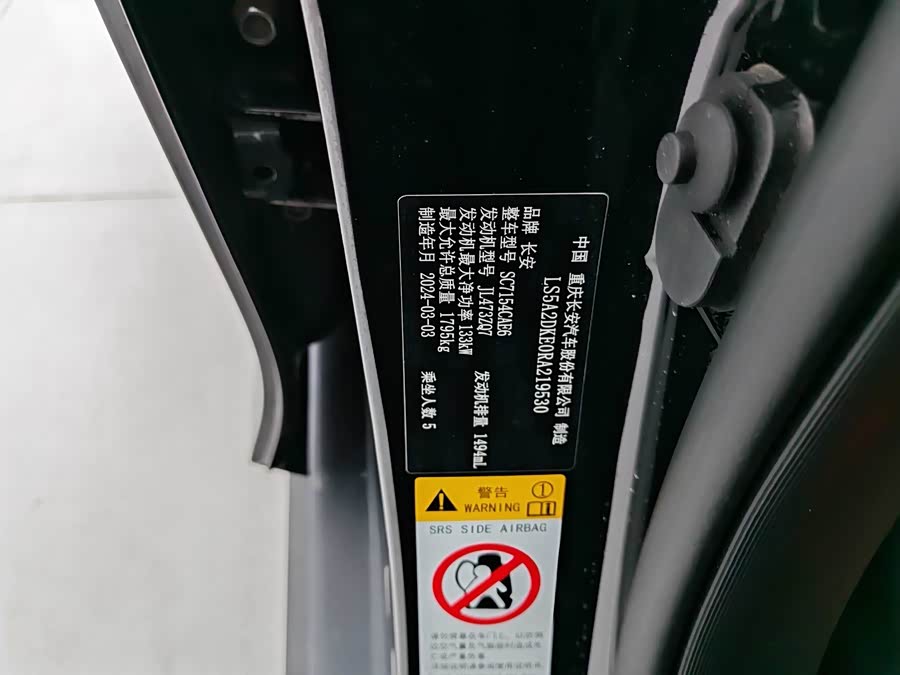 中国 重庆长安汽车股份有限公司 制造
LS5A2DKE0RA219530
品牌 长安
整车型号 SC7154CAB6
发动机型号 JL473ZQ7 发动机排量 1494mL
发动机最大净功率 133kW
最大允许总质量 1795kg
制造年月 2024-03-03 乘坐人数 5
警告
WARNING
SRS SIDE AIRBAG